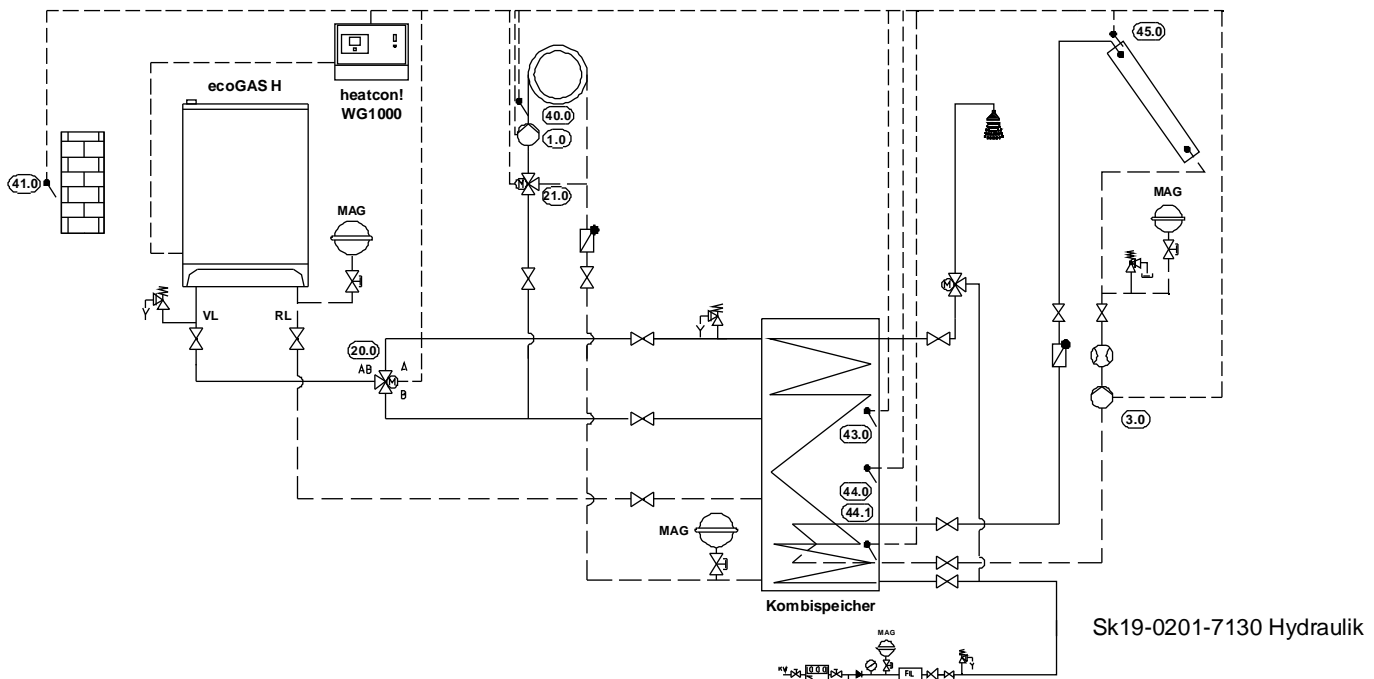 45.0
ecoGAS H
heatcon!
WG1000
40.0
1.0
41.0
21.0
MAG
MAG
VL
RL
20.0
AB
A
M
B
M
M
43.0
3.0
44.0
44.1
MAG
Kombispeicher
Sk19-0201-7130 Hydraulik
MAG
KW
FIL